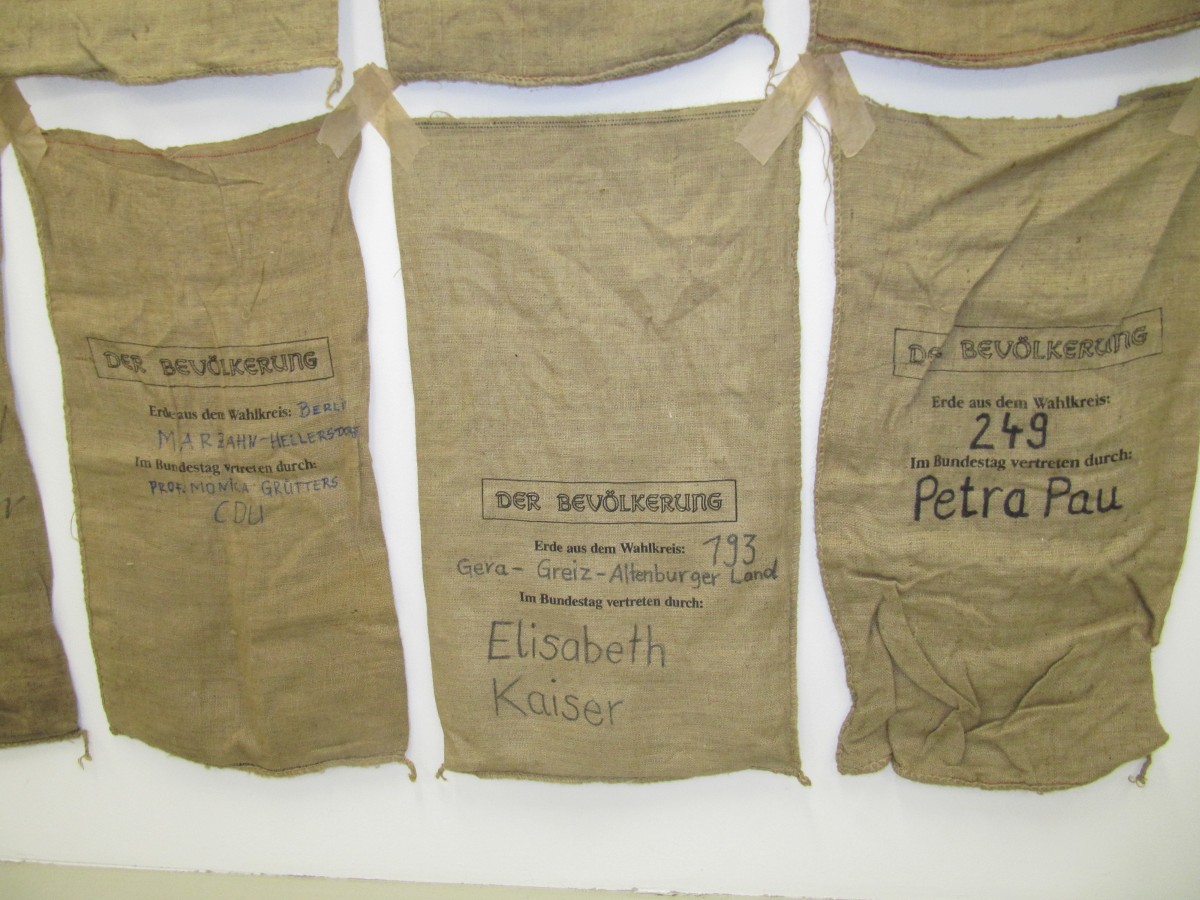 DER BEVÖLKERUNG
Erde aus dem Wahlkreis: BERLI
MARZAHN-HELLERSDORF
Im Bundestag vrtreten durch:
PROF. MONIKA GRÜTTERS
CDU
DER BEVÖLKERUNG
Erde aus dem Wahlkreis: 193
Gera - Greiz - Altenburger Land
Im Bundestag vertreten durch:
Elisabeth
Kaiser
DE BEVÖLKERUNG
Erde aus dem Wahlkreis:
249
Im Bundestag vertreten durch:
Petra Pau